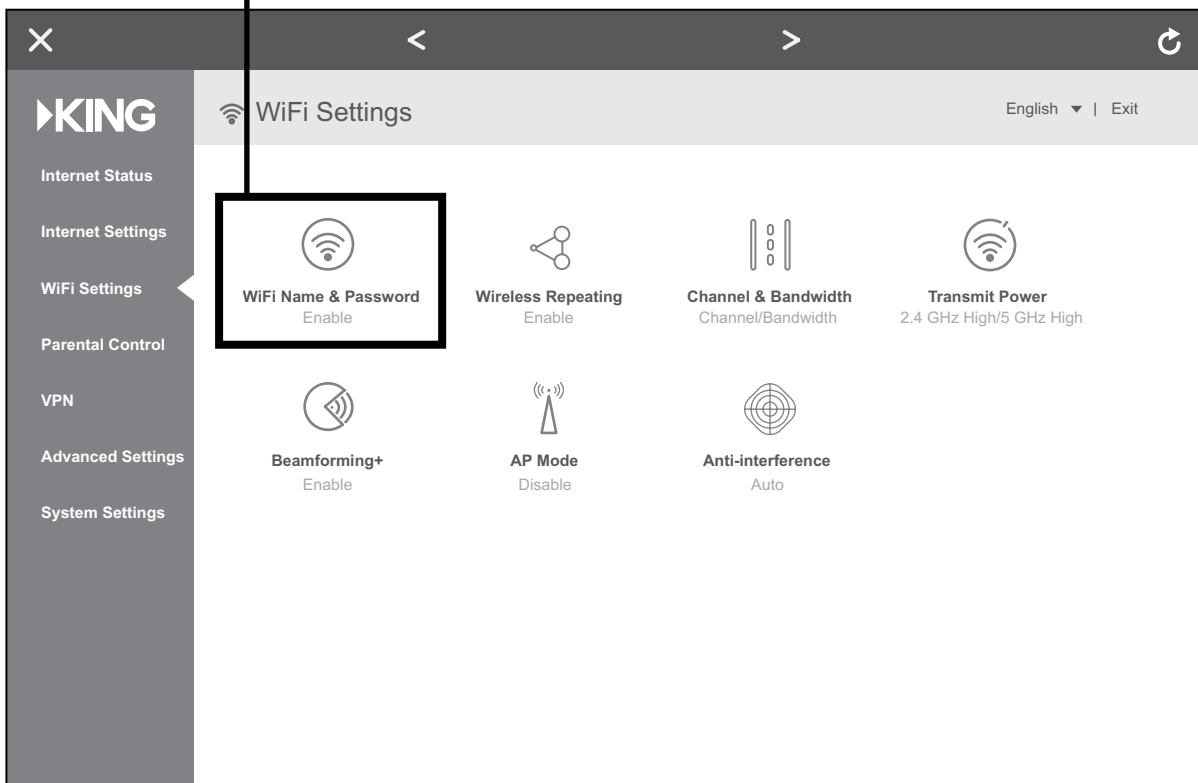 KING
WiFi Settings
English | Exit
Internet Status
Internet Settings
WiFi Settings
Parental Control
VPN
Advanced Settings
System Settings
WiFi Name & Password
Enable
Wireless Repeating
Enable
Channel & Bandwidth
Channel/Bandwidth
Transmit Power
2.4 GHz High/5 GHz High
Beamforming+
Enable
AP Mode
Disable
Anti-interference
Auto